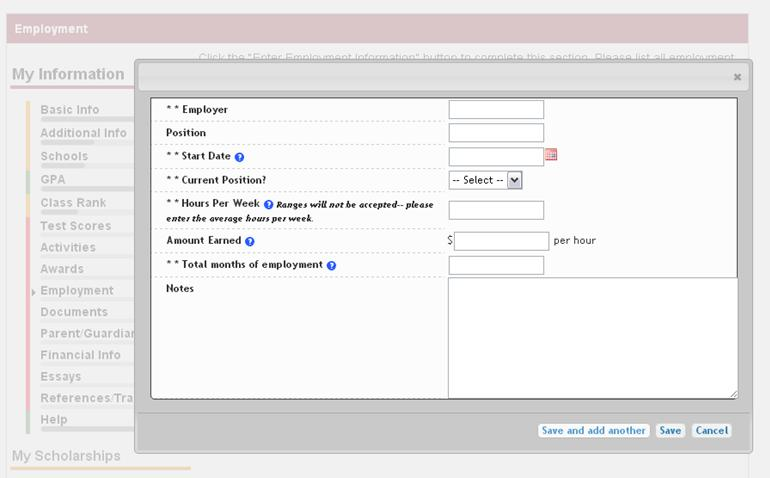 Employment
Click the "Enter Employment Information" button to complete this section. Please list all employment
My Information
Basic Info
Additional Info
Schools
GPA
Class Rank
Test Scores
Activities
Awards
Employment
Documents
Parent/Guardian
Financial Info
Essays
References/Tra
Help
My Scholarships
* * Employer
Position
* * Start Date ?
* * Current Position? -- Select --
* * Hours Per Week ? Ranges will not be accepted-- please
enter the average hours per week.
Amount Earned ? $ per hour
* * Total months of employment ?
Notes
Save and add another Save Cancel